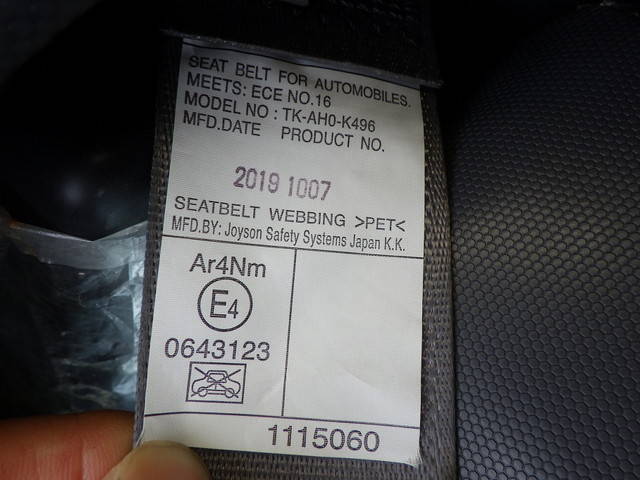 SEAT BELT FOR AUTOMOBILES.
MEETS: ECE NO.16
MODEL NO : TK-AH0-K496
MFD.DATE PRODUCT NO.
2019 1007
SEATBELT WEBBING >PET<
MFD.BY: Joyson Safety Systems Japan K.K.
Ar4Nm
E4
0643123
1115060